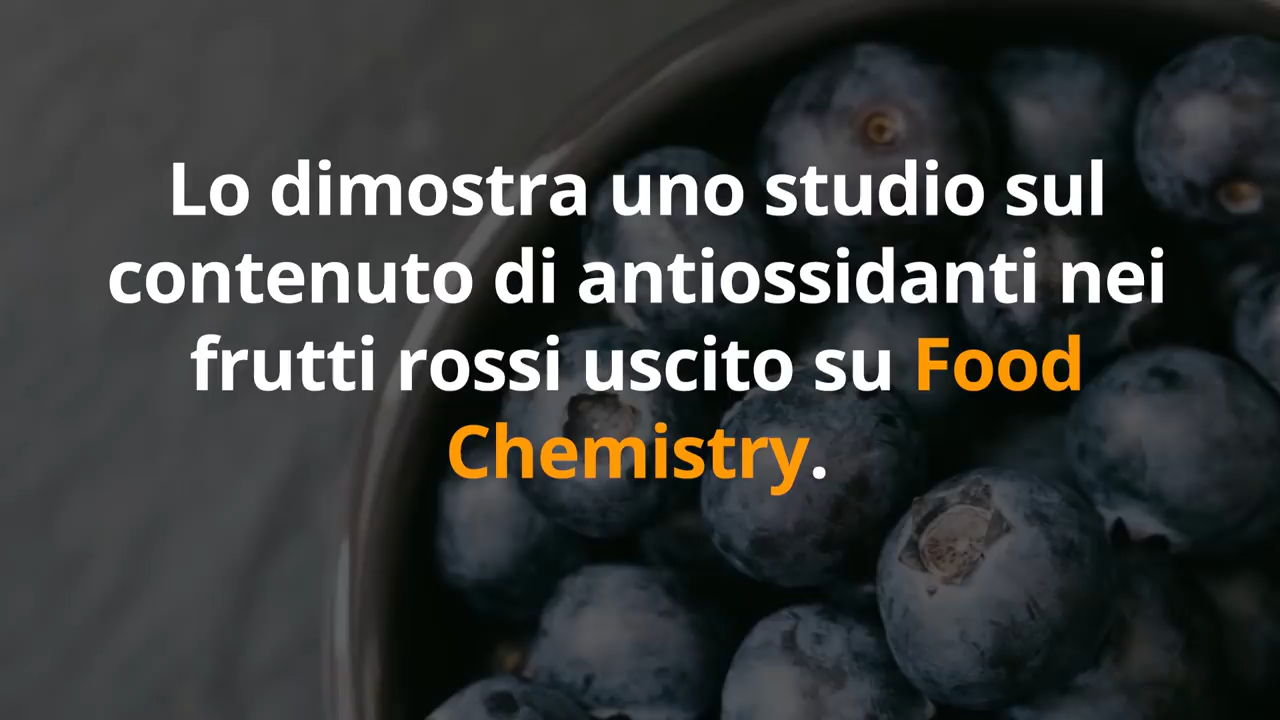 Lo dimostra uno studio sul
contenuto di antiossidanti nei
frutti rossi uscito su Food
Chemistry.